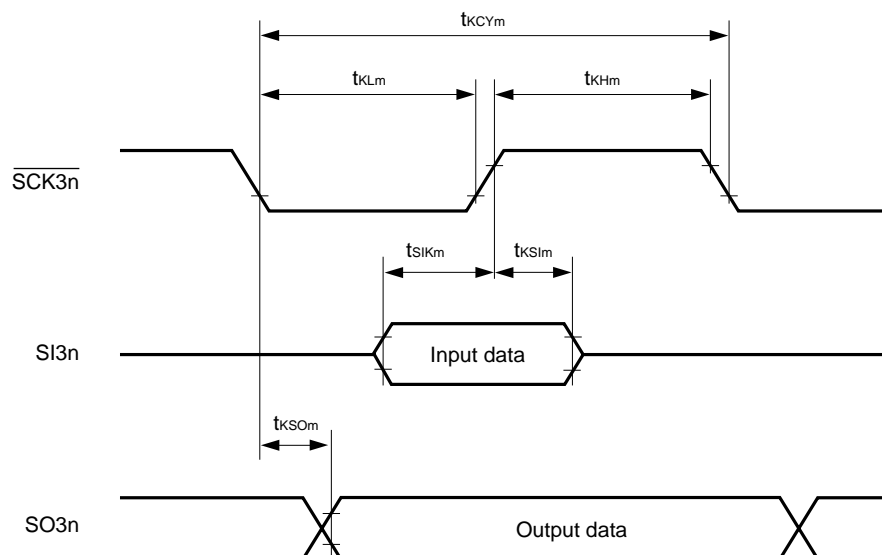 tKCYm
tKLm
tKHm
SCK3n
tSIKm
tKSIm
SI3n
Input data
tKSOm
SO3n
Output data